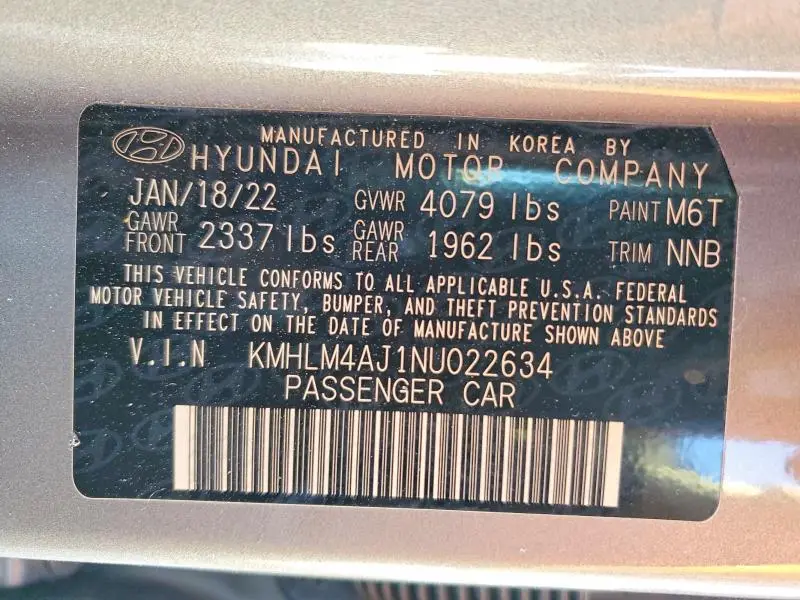 MANUFACTURED IN KOREA BY
HYUNDAI MOTOR COMPANY
JAN/18/22 GVWR 4079 lbs PAINT M6T
GAWR FRONT 2337 lbs GAWR REAR 1962 lbs TRIM NNB
THIS VEHICLE CONFORMS TO ALL APPLICABLE U.S.A. FEDERAL
MOTOR VEHICLE SAFETY, BUMPER, AND THEFT PREVENTION STANDARDS
IN EFFECT ON THE DATE OF MANUFACTURE SHOWN ABOVE
V.I.N KMHLM4AJ1NU022634
PASSENGER CAR